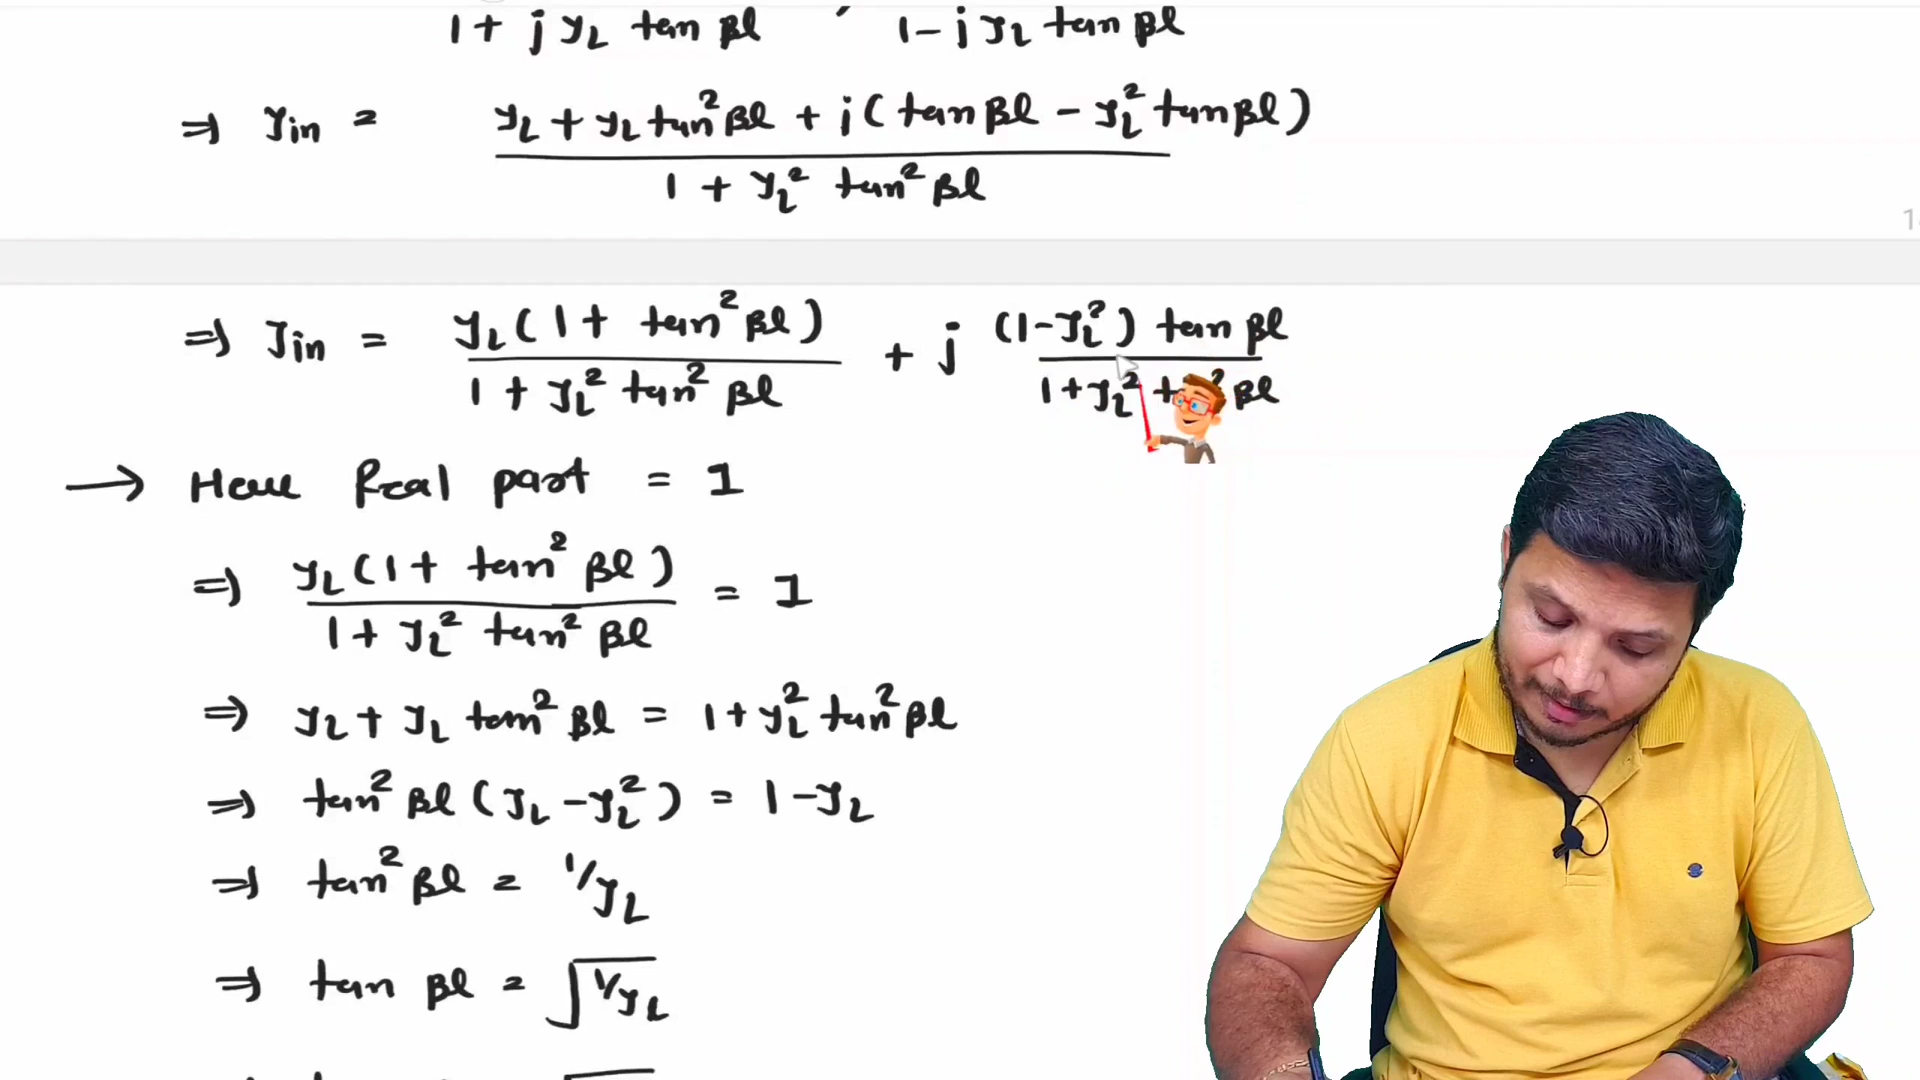 1 + j yL tan βl , 1 - j yL tan βl
⇒ yin = yL + yL tan² βl + j ( tan βl - yL² tan βl )
1 + yL² tan² βl
⇒ yin = yL ( 1 + tan² βl ) / 1 + yL² tan² βl + j (1 - yL²) tan βl / 1 + yL² t ² βl
→ Here Real part = 1
⇒ yL ( 1 + tan² βl ) / 1 + yL² tan² βl = 1
⇒ yL + yL tan² βl = 1 + yL² tan² βl
⇒ tan² βl ( yL - yL² ) = 1 - yL
⇒ tan² βl = 1/yL
⇒ tan βl = √1/yL